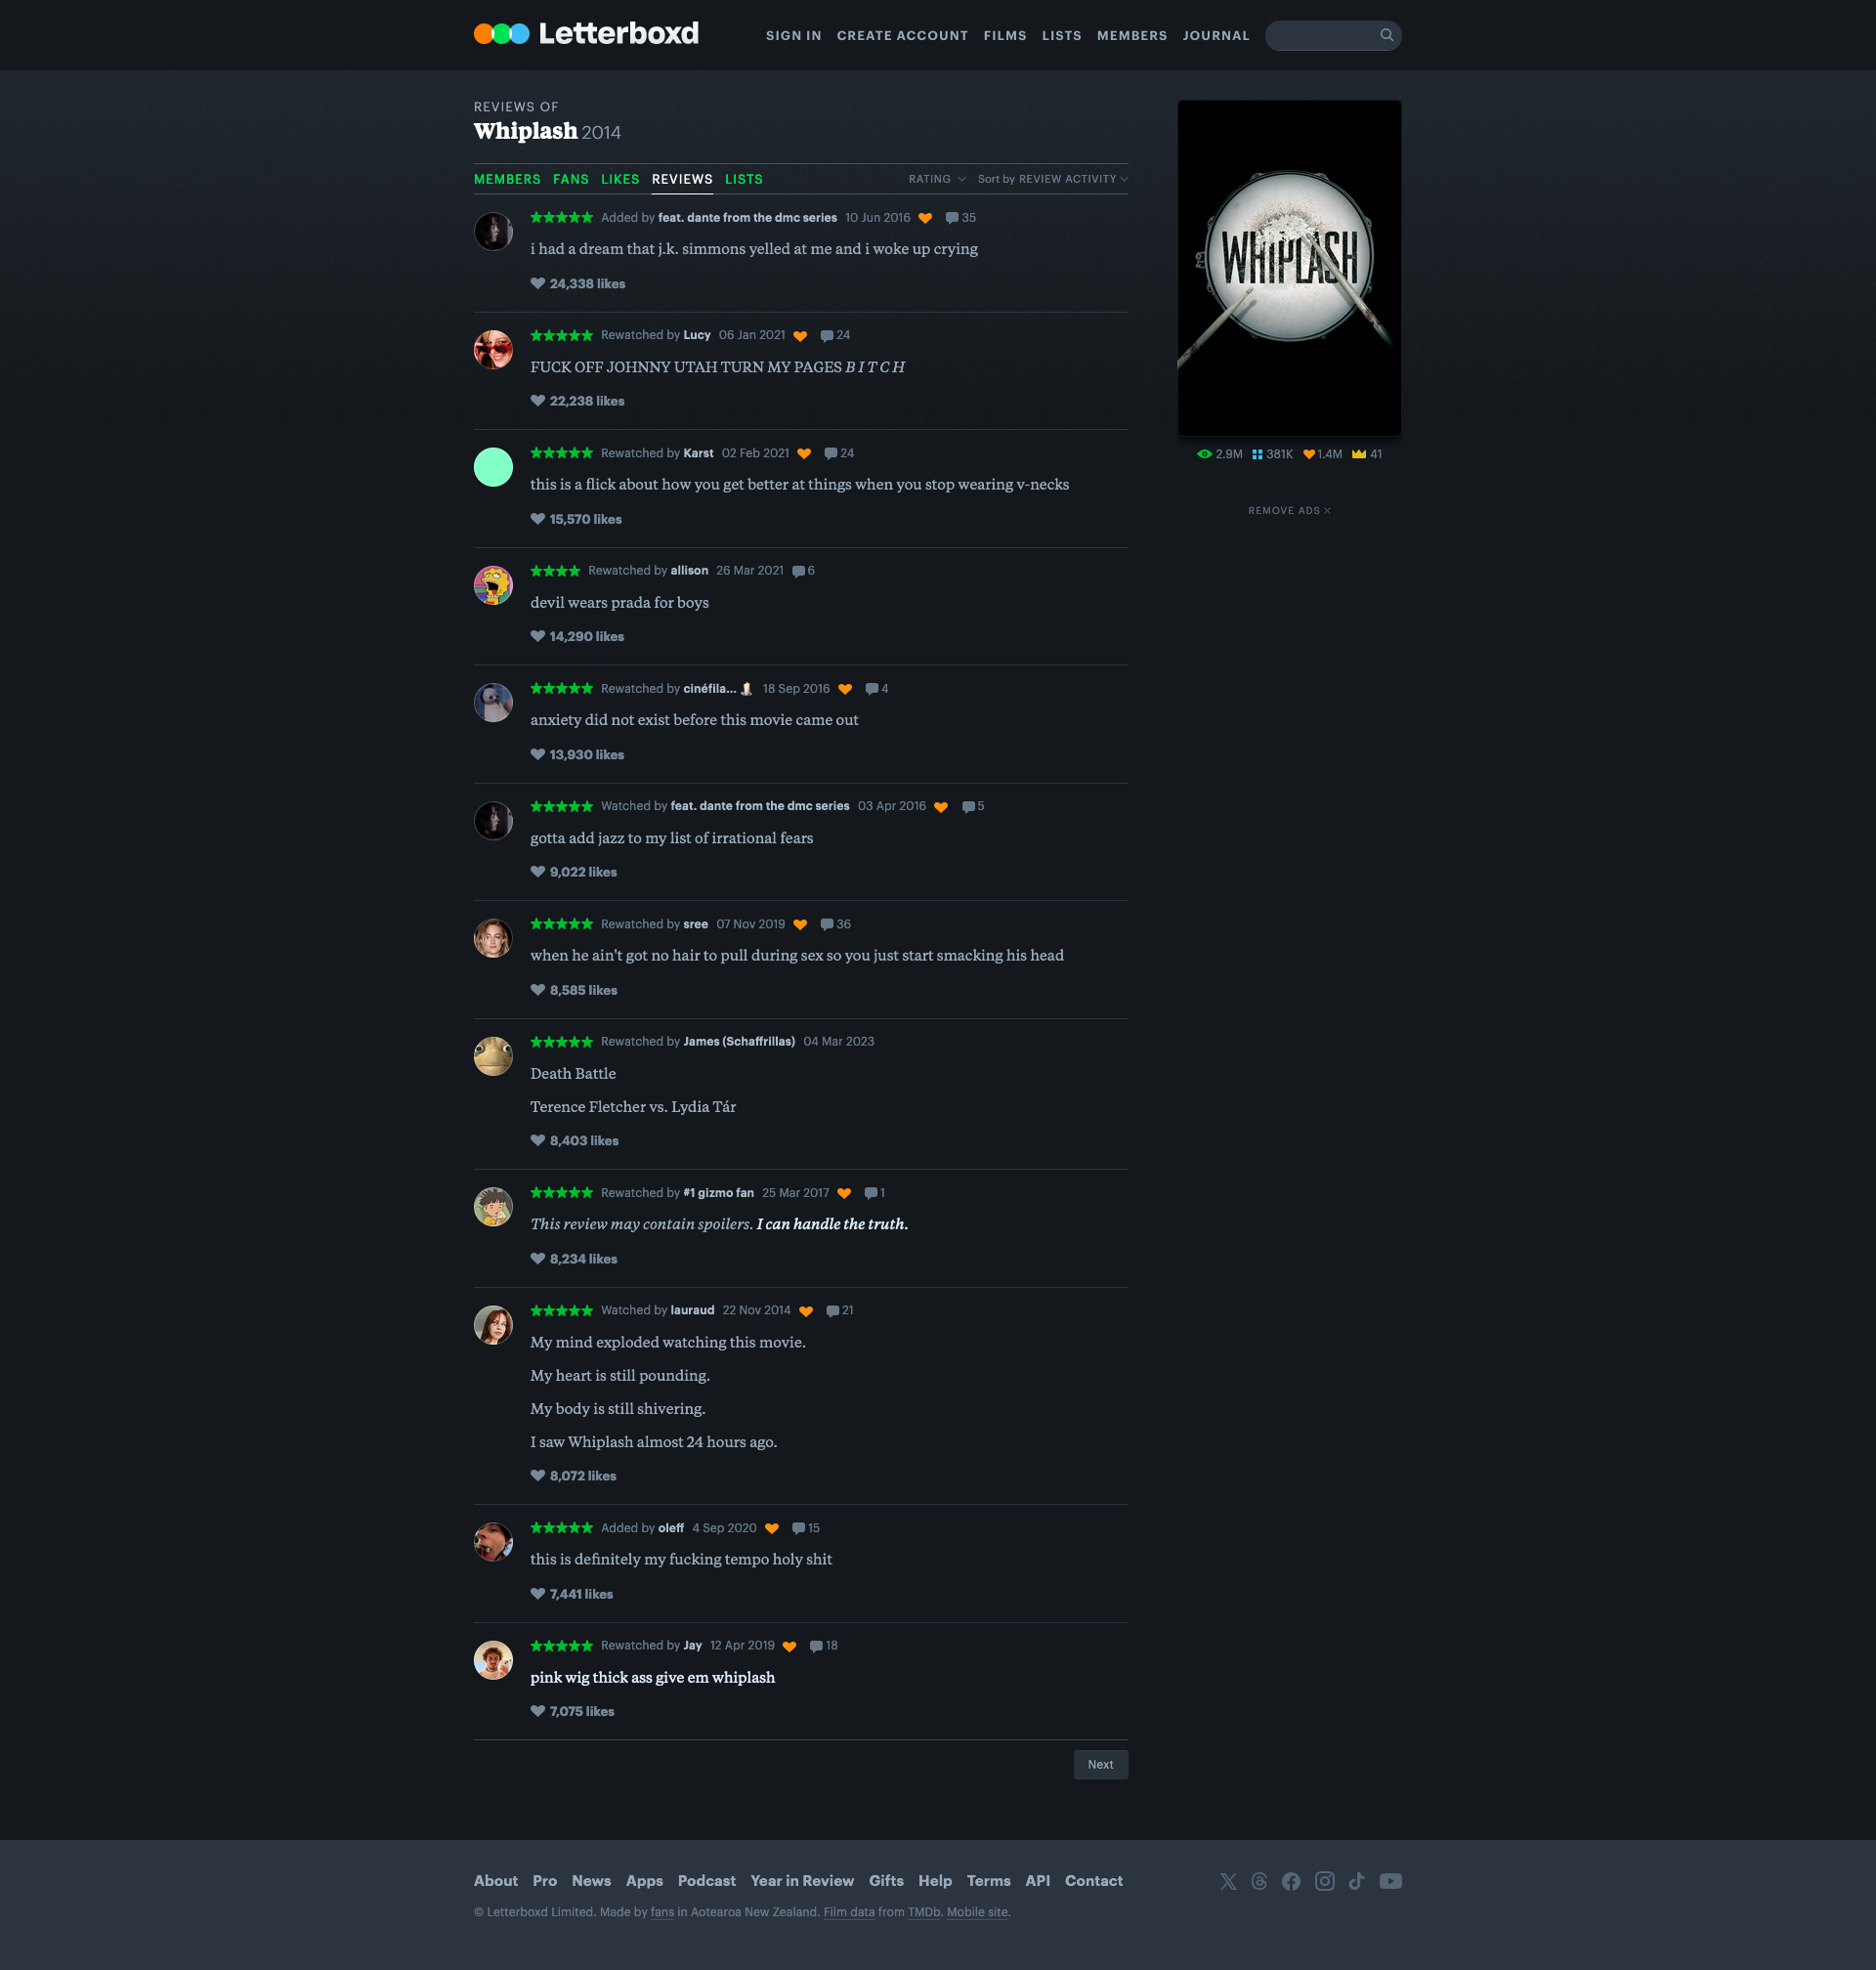 Letterboxd
SIGN IN CREATE ACCOUNT FILMS LISTS MEMBERS JOURNAL
REVIEWS OF
Whiplash 2014
MEMBERS FANS LIKES REVIEWS LISTS RATING Sort by REVIEW ACTIVITY
Added by feat. dante from the dmc series 10 Jun 2016 35
i had a dream that j.k. simmons yelled at me and i woke up crying
24,338 likes
Rewatched by Lucy 06 Jan 2021 24
FUCK OFF JOHNNY UTAH TURN MY PAGES B I T C H
22,238 likes
Rewatched by Karst 02 Feb 2021 24
this is a flick about how you get better at things when you stop wearing v-necks
15,570 likes
Rewatched by allison 26 Mar 2021 6
devil wears prada for boys
14,290 likes
Rewatched by cinéfila... 18 Sep 2016 4
anxiety did not exist before this movie came out
13,930 likes
Watched by feat. dante from the dmc series 03 Apr 2016 5
gotta add jazz to my list of irrational fears
9,022 likes
Rewatched by sree 07 Nov 2019 36
when he ain't got no hair to pull during sex so you just start smacking his head
8,585 likes
Rewatched by James (Schaffrillas) 04 Mar 2023
Death Battle
Terence Fletcher vs. Lydia Tár
8,403 likes
Rewatched by #1 gizmo fan 25 Mar 2017 1
This review may contain spoilers. I can handle the truth.
8,234 likes
Watched by lauraud 22 Nov 2014 21
My mind exploded watching this movie.
My heart is still pounding.
My body is still shivering.
I saw Whiplash almost 24 hours ago.
8,072 likes
Added by oleff 4 Sep 2020 15
this is definitely my fucking tempo holy shit
7,441 likes
Rewatched by Jay 12 Apr 2019 18
pink wig thick ass give em whiplash
7,075 likes
Next
WHIPLASH
2.9M 381K 1.4M 41
REMOVE ADS
About Pro News Apps Podcast Year in Review Gifts Help Terms API Contact
© Letterboxd Limited. Made by fans in Aotearoa New Zealand. Film data from TMDb. Mobile site.